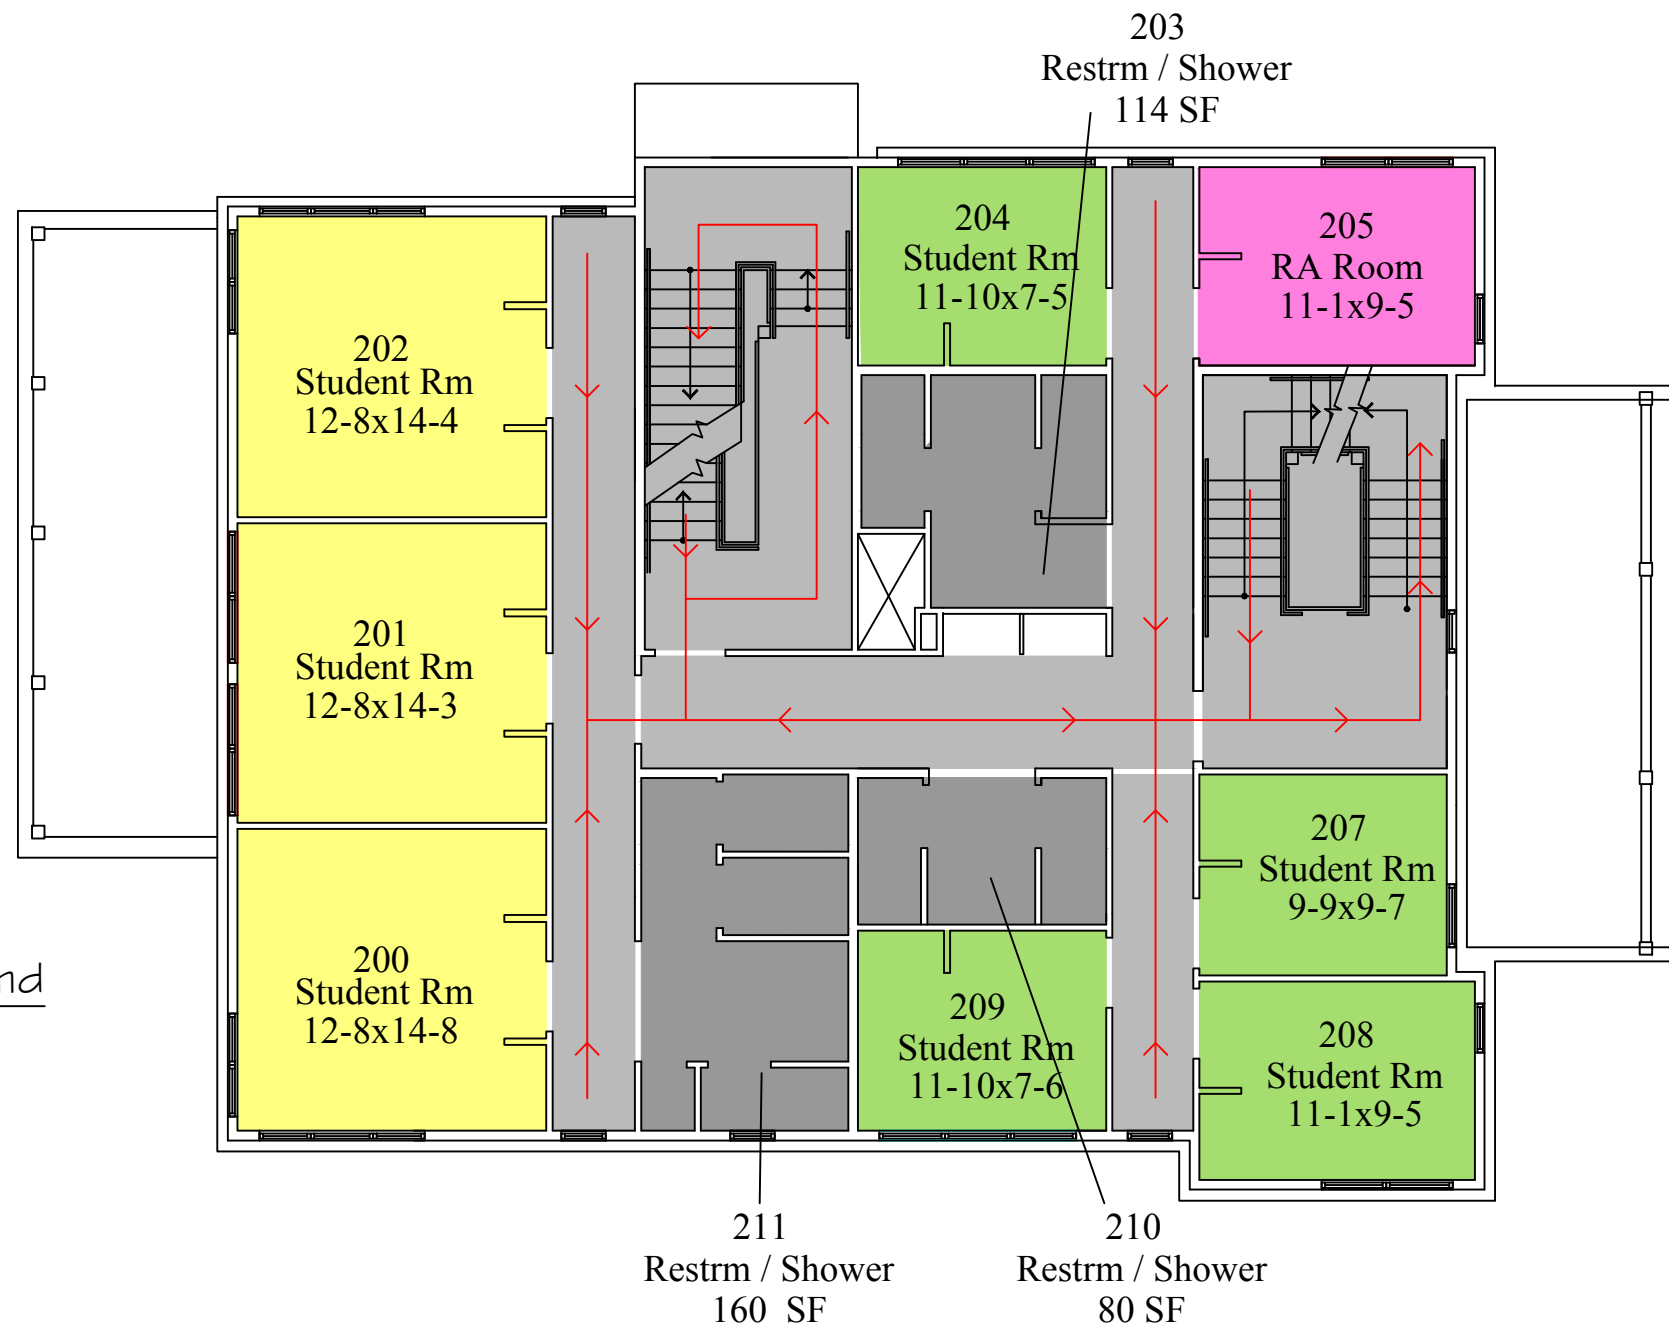 203
Restrm / Shower
114 SF
204
Student Rm
11-10x7-5
205
RA Room
11-1x9-5
202
Student Rm
12-8x14-4
201
Student Rm
12-8x14-3
207
Student Rm
9-9x9-7
200
Student Rm
12-8x14-8
nd
209
Student Rm
11-10x7-6
208
Student Rm
11-1x9-5
211
Restrm / Shower
160 SF
210
Restrm / Shower
80 SF